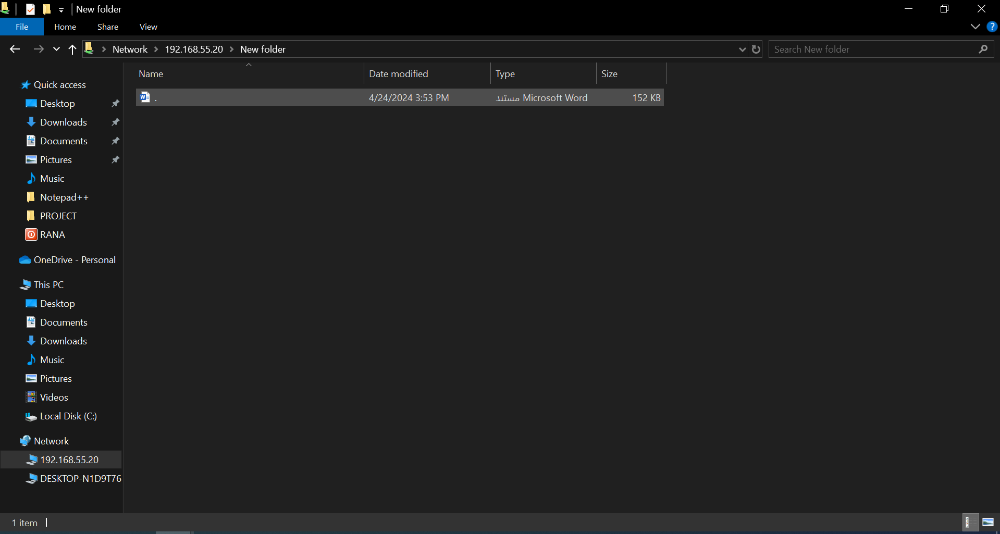 New folder
File Home Share View
Network 192.168.55.20 New folder
Search New folder
Name Date modified Type Size
. 4/24/2024 3:53 PM مستند Microsoft Word 152 KB
Quick access
Desktop
Downloads
Documents
Pictures
Music
Notepad++
PROJECT
RANA
OneDrive - Personal
This PC
Desktop
Documents
Downloads
Music
Pictures
Videos
Local Disk (C:)
Network
192.168.55.20
DESKTOP-N1D9T76
1 item